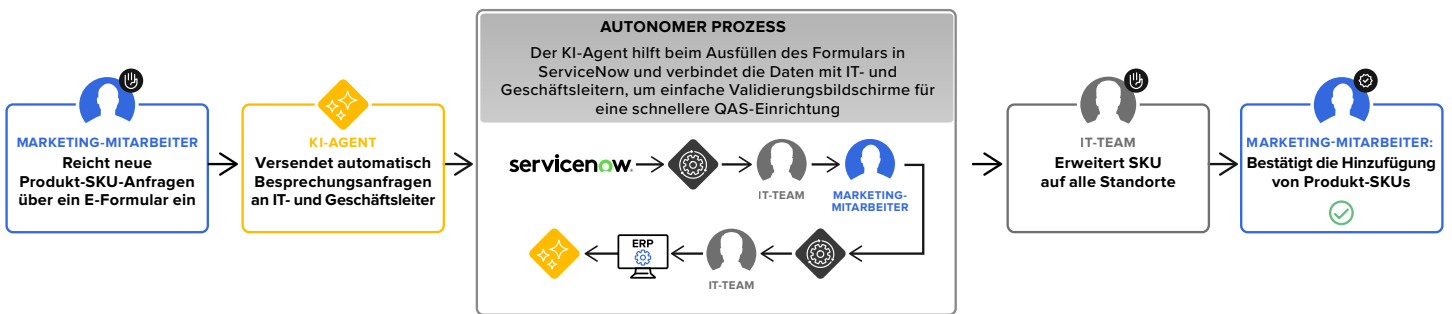 MARKETING-MITARBEITER
Reicht neue
Produkt-SKU-Anfragen
über ein E-Formular ein
KI-AGENT
Versendet automatisch
Besprechungsanfragen
an IT- und Geschäftsleiter
AUTONOMER PROZESS
Der KI-Agent hilft beim Ausfüllen des Formulars in
ServiceNow und verbindet die Daten mit IT- und
Geschäftsleitern, um einfache Validierungsbildschirme für
eine schnellere QAS-Einrichtung
servicenow
IT-TEAM
MARKETING-
MITARBEITER
ERP
IT-TEAM
IT-TEAM
Erweitert SKU
auf alle Standorte
MARKETING-MITARBEITER:
Bestätigt die Hinzufügung
von Produkt-SKUs